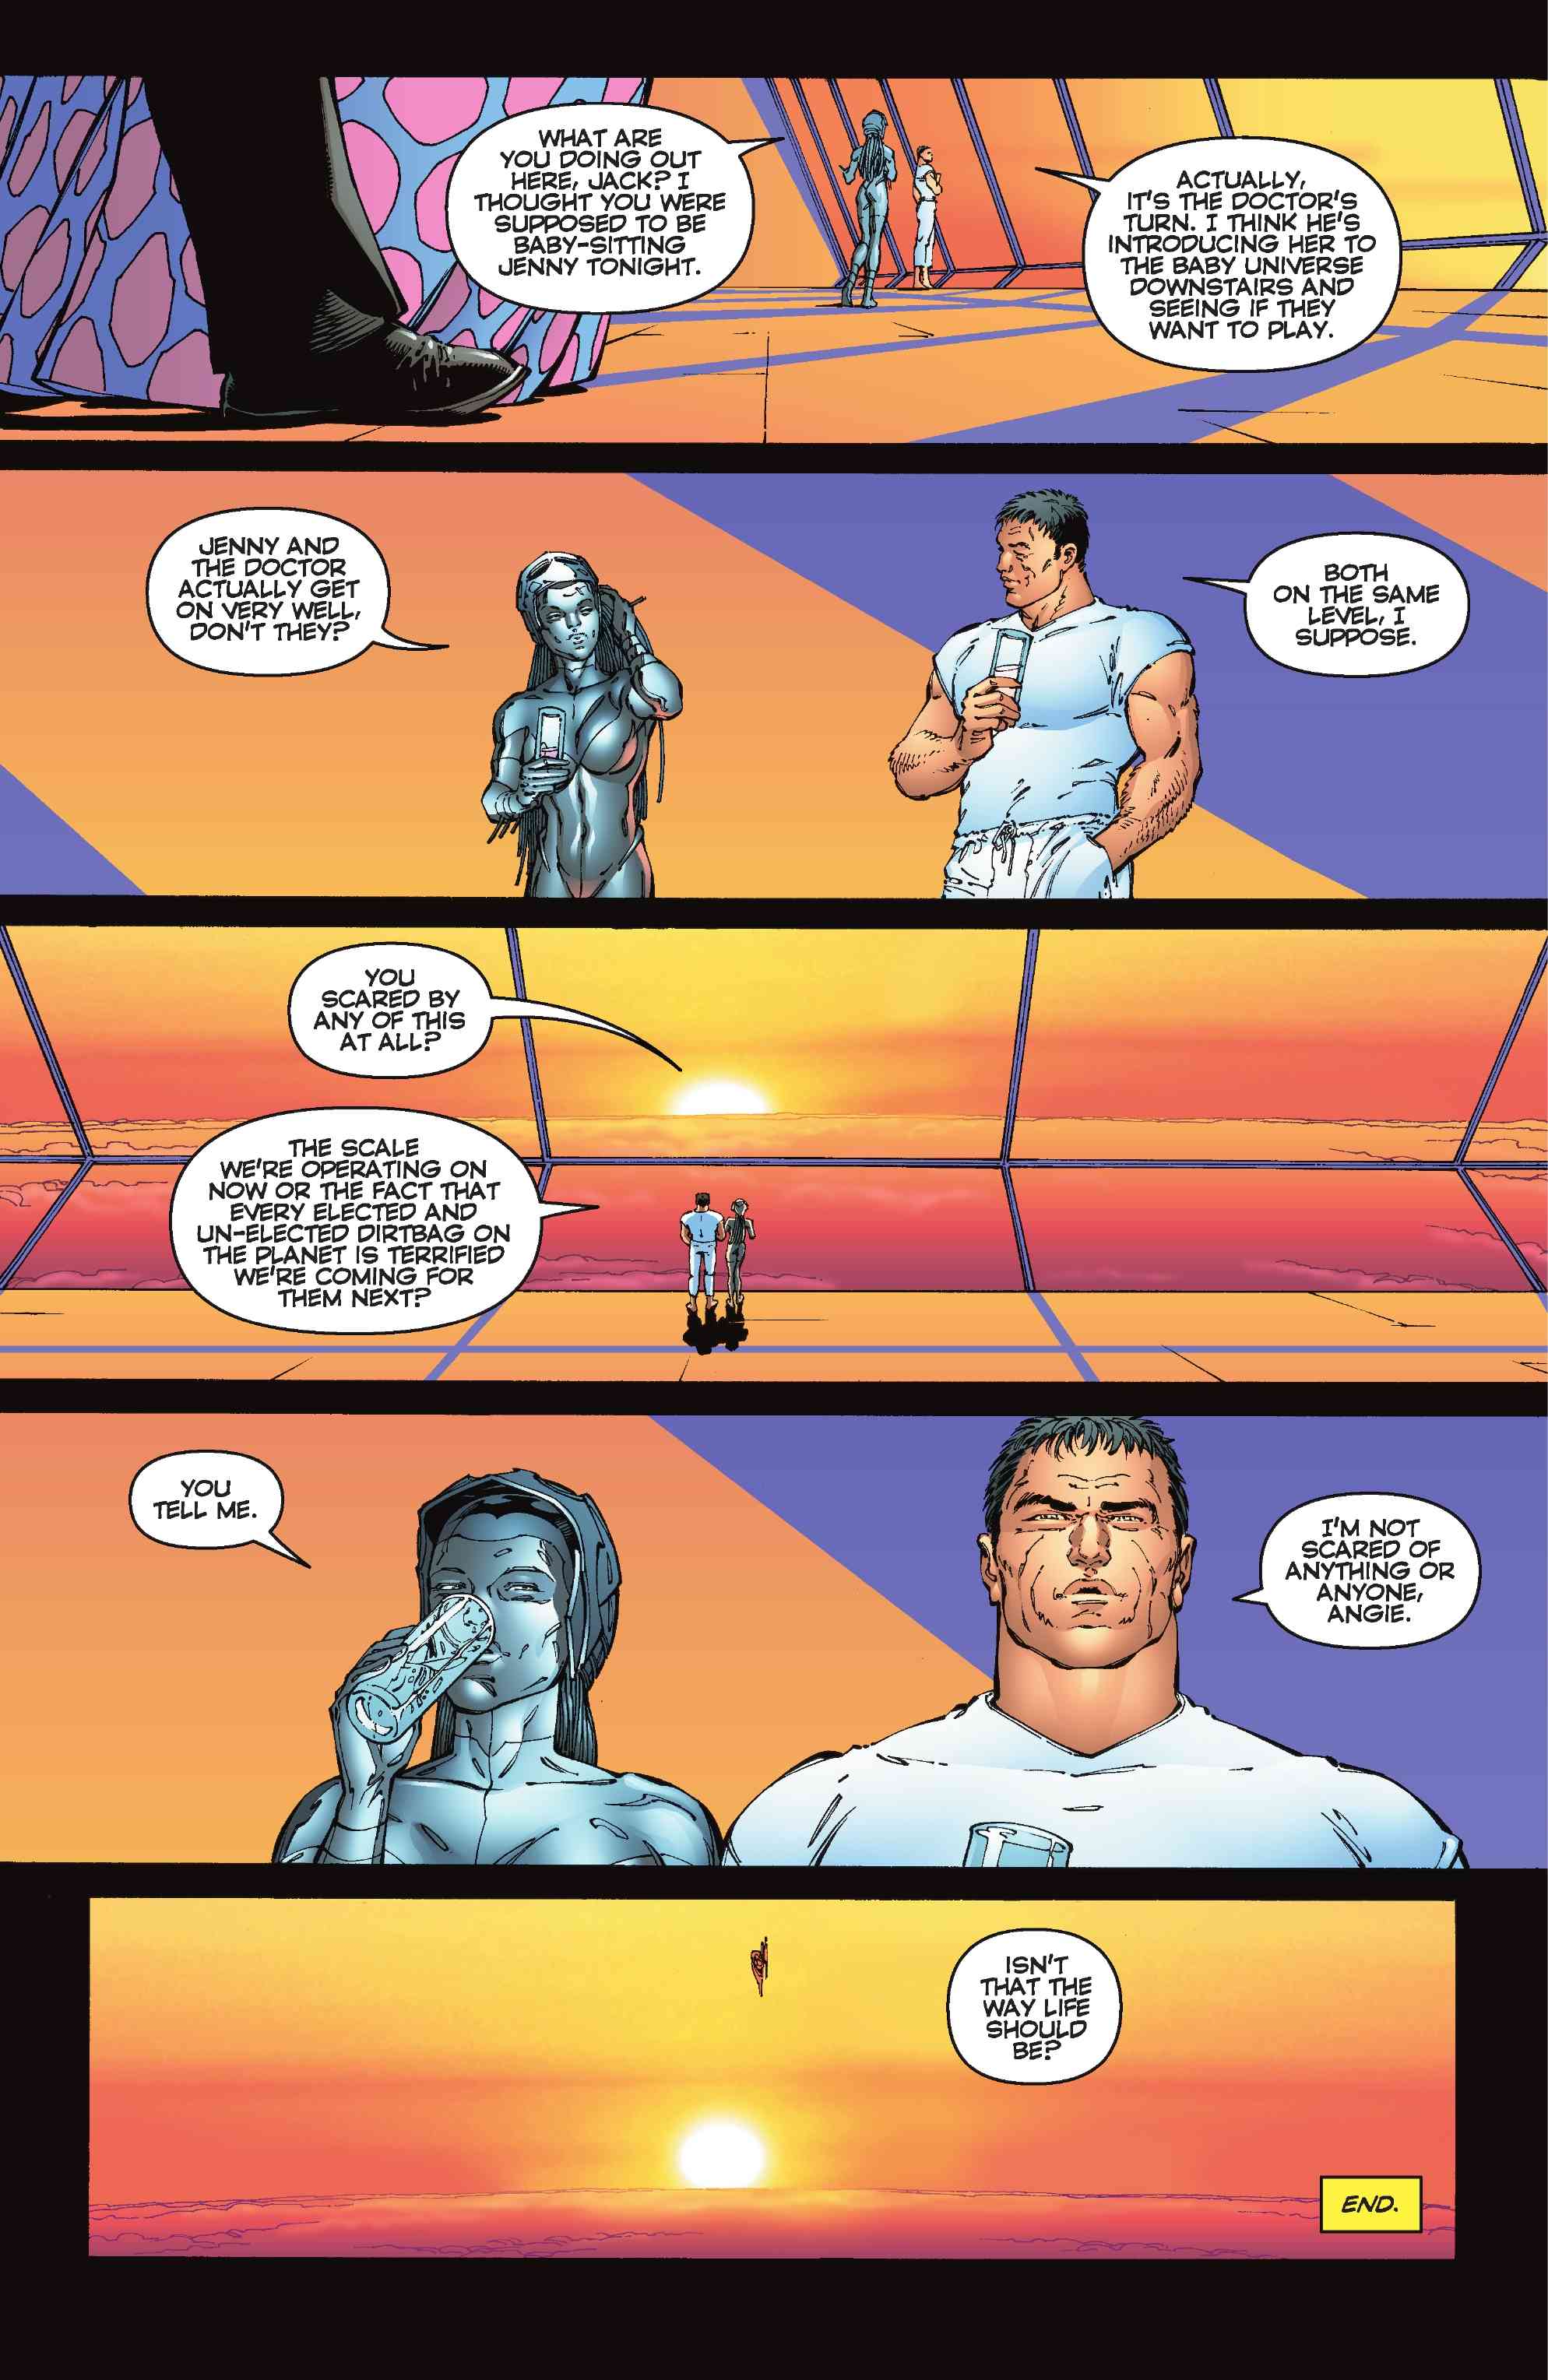 WHAT ARE
YOU DOING OUT
HERE, JACK? I
THOUGHT YOU WERE
SUPPOSED TO BE
BABY-SITTING
JENNY TONIGHT.
ACTUALLY,
IT'S THE DOCTOR'S
TURN. I THINK HE'S
INTRODUCING HER TO
THE BABY UNIVERSE
DOWNSTAIRS AND
SEEING IF THEY
WANT TO PLAY.
JENNY AND
THE DOCTOR
ACTUALLY GET
ON VERY WELL,
DON'T THEY?
BOTH
ON THE SAME
LEVEL, I
SUPPOSE.
YOU
SCARED BY
ANY OF THIS
AT ALL?
THE SCALE
WE'RE OPERATING ON
NOW OR THE FACT THAT
EVERY ELECTED AND
UN-ELECTED DIRTBAG ON
THE PLANET IS TERRIFIED
WE'RE COMING FOR
THEM NEXT?
YOU
TELL ME.
I'M NOT
SCARED OF
ANYTHING OR
ANYONE,
ANGIE.
ISN'T
THAT THE
WAY LIFE
SHOULD
BE?
END.